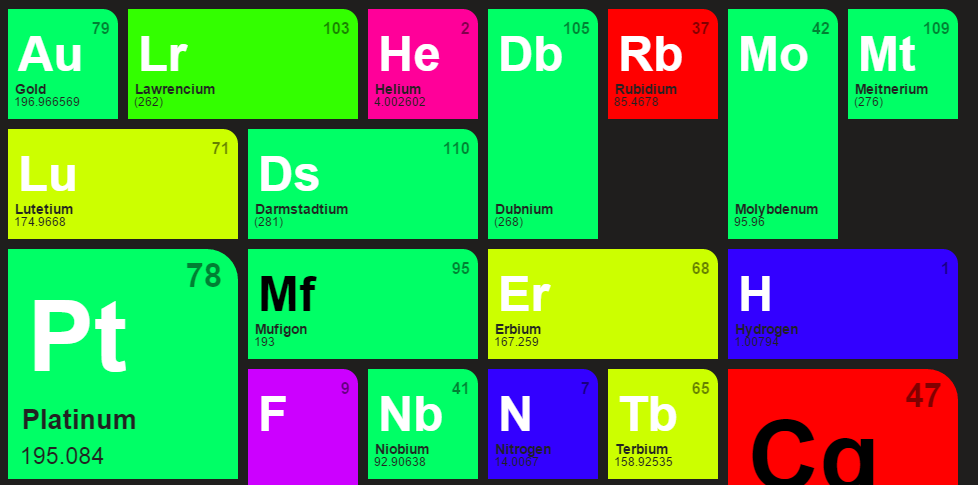 79
Au
Gold
196.966569
103
Lr
Lawrencium
(262)
2
He
Helium
4.002602
105
Db
Dubnium
(268)
37
Rb
Rubidium
85.4678
42
Mo
Molybdenum
95.96
109
Mt
Meitnerium
(276)
71
Lu
Lutetium
174.9668
110
Ds
Darmstadtium
(281)
78
Pt
Platinum
195.084
95
Mf
Mufigon
193
68
Er
Erbium
167.259
1
H
Hydrogen
1.00794
9
F
41
Nb
Niobium
92.90638
7
N
Nitrogen
14.0067
65
Tb
Terbium
158.92535
47